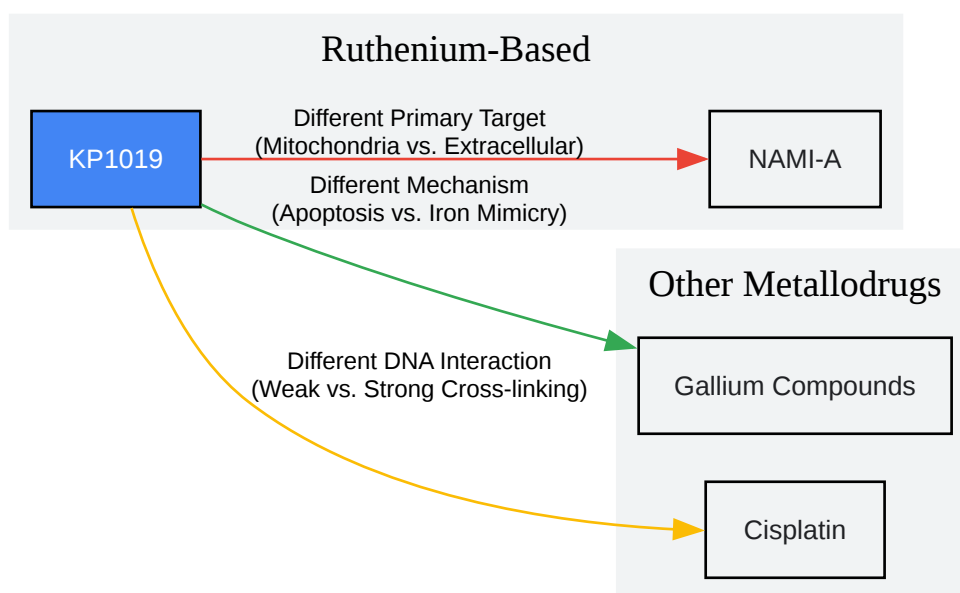 Ruthenium-Based
KP1019
Different Primary Target
(Mitochondria vs. Extracellular)
NAMI-A
Different Mechanism
(Apoptosis vs. Iron Mimicry)
Other Metallodrugs
Different DNA Interaction
(Weak vs. Strong Cross-linking)
Gallium Compounds
Cisplatin